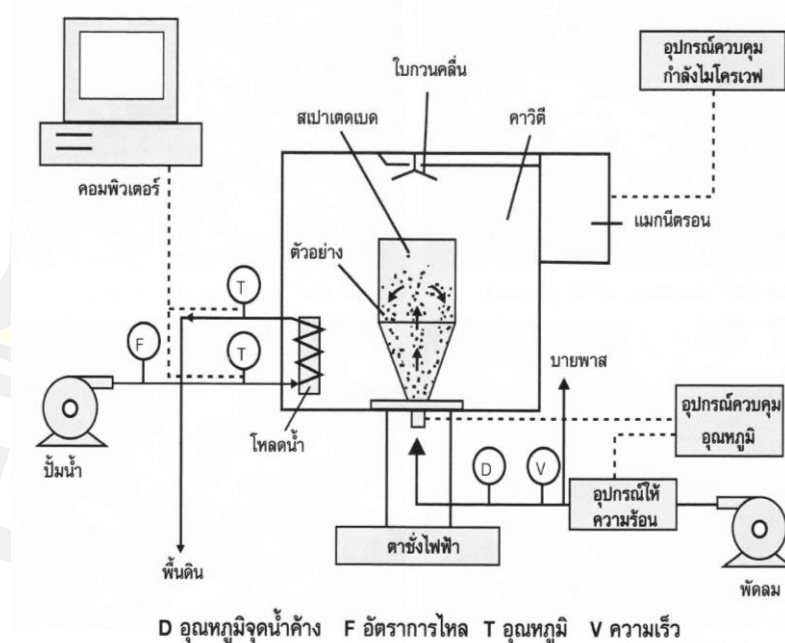 อุปกรณ์ควบคุม
กำลังไมโครเวฟ
ใบกวนคลื่น
สเปาเตดเบด
คาวิตี
คอมพิวเตอร์
แมกนีตรอน
ตัวอย่าง
T
F
T
บายพาส
อุปกรณ์ควบคุม
อุณหภูมิ
โหลดน้ำ
ปั้มน้ำ
D
V
อุปกรณ์ให้
ความร้อน
ตาชั่งไฟฟ้า
พื้นดิน
พัดลม
D อุณหภูมิจุดน้ำค้าง F อัตราการไหล T อุณหภูมิ V ความเร็ว